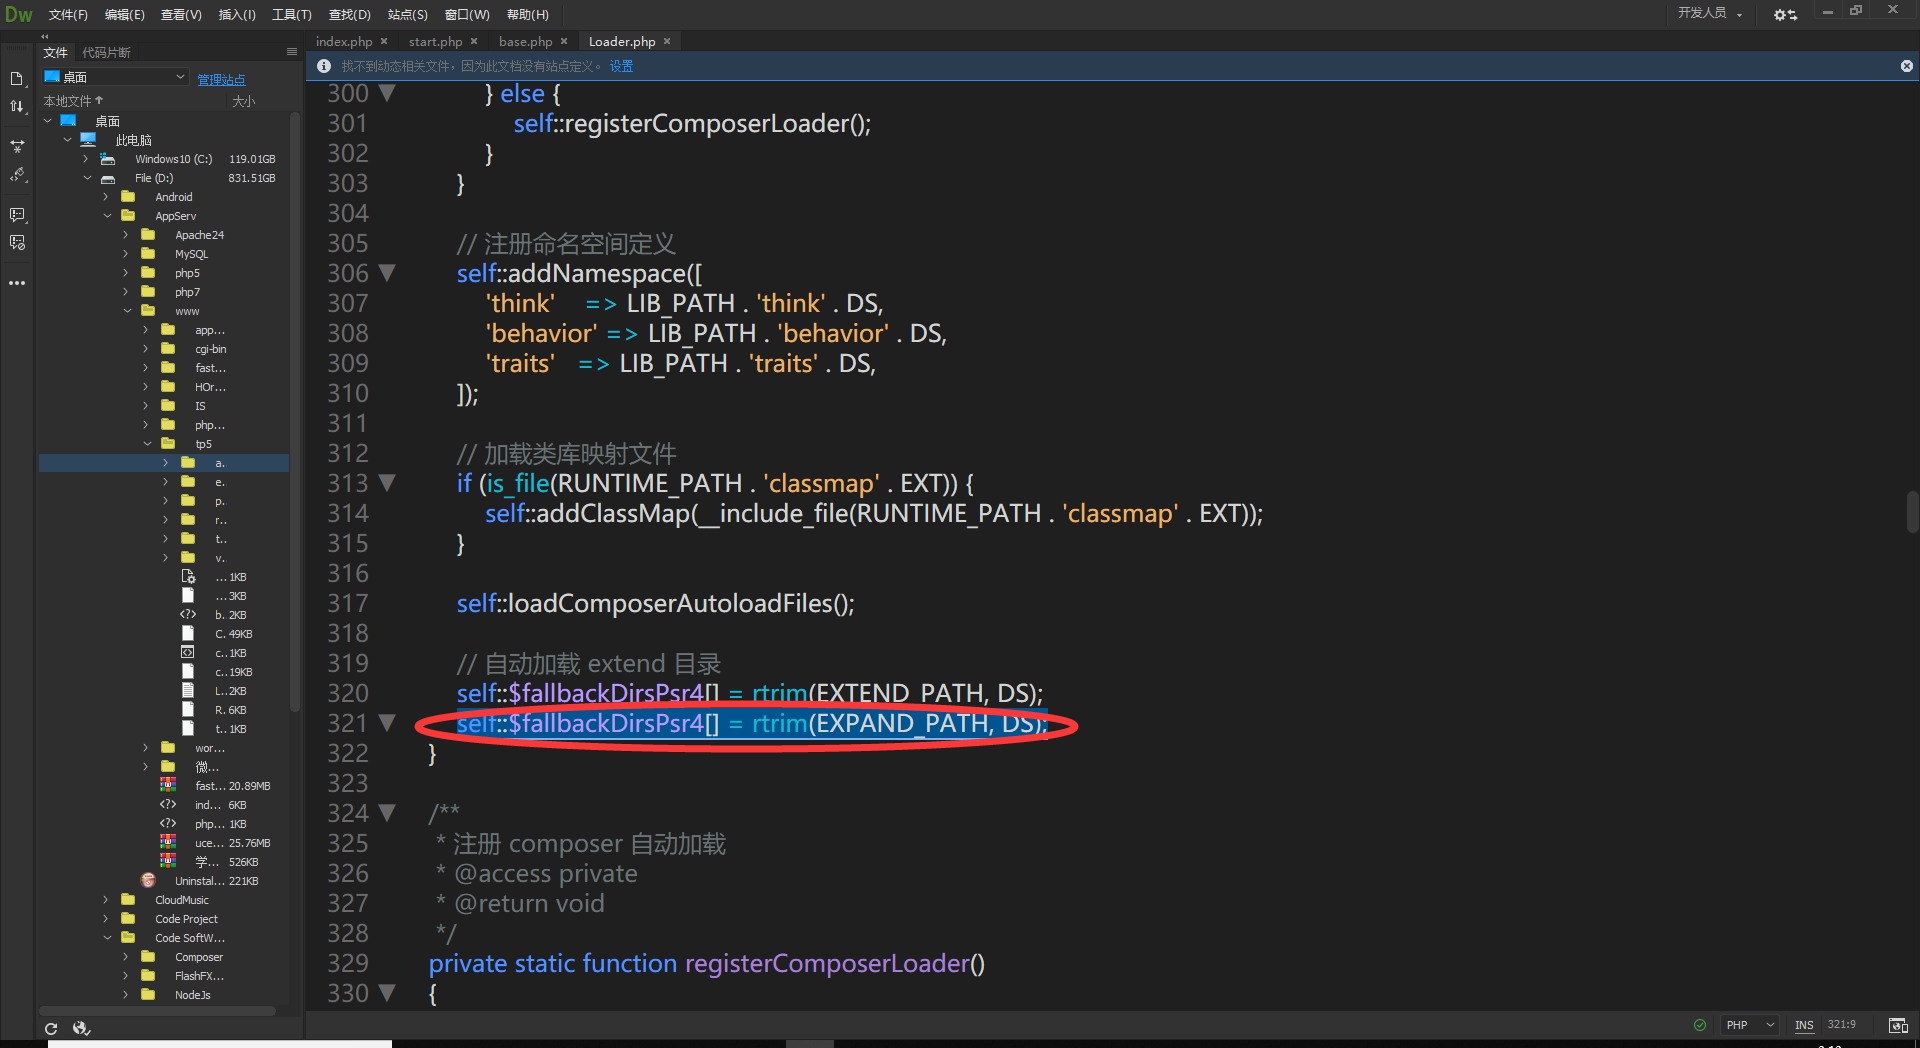 Dw 文件(F) 编辑(E) 查看(V) 插入(I) 工具(T) 查找(D) 站点(S) 窗口(W) 帮助(H) 开发人员
文件 代码片断
index.php × start.php × base.php × Loader.php ×
找不到动态相关文件，因为此文档没有站点定义。 设置
桌面 管理站点
本地文件↑ 大小
桌面
此电脑
Windows10 (C:) 119.01GB
File (D:) 831.51GB
Android
AppServ
Apache24
MySQL
php5
php7
www
app...
cgi-bin
fast...
HOr...
IS
php...
tp5
a..
e..
p..
r..
t..
v..
... 1KB
... 3KB
b.. 2KB
C. 49KB
c... 1KB
c... 19KB
L... 2KB
R. 6KB
t... 1KB
wor...
微...
fast... 20.89MB
ind... 6KB
php... 1KB
uce... 25.76MB
学... 526KB
Uninstal... 221KB
CloudMusic
Code Project
Code SoftW...
Composer
FlashFX...
NodeJs
300 } else {
301 self::registerComposerLoader();
302 }
303 }
304
305 // 注册命名空间定义
306 self::addNamespace([
307 'think' => LIB_PATH . 'think' . DS,
308 'behavior' => LIB_PATH . 'behavior' . DS,
309 'traits' => LIB_PATH . 'traits' . DS,
310 ]);
311
312 // 加载类库映射文件
313 if (is_file(RUNTIME_PATH . 'classmap' . EXT)) {
314 self::addClassMap(__include_file(RUNTIME_PATH . 'classmap' . EXT));
315 }
316
317 self::loadComposerAutoloadFiles();
318
319 // 自动加载 extend 目录
320 self::$fallbackDirsPsr4[] = rtrim(EXTEND_PATH, DS);
321 self::$fallbackDirsPsr4[] = rtrim(EXPAND_PATH, DS);
322 }
323
324 /**
325 * 注册 composer 自动加载
326 * @access private
327 * @return void
328 */
329 private static function registerComposerLoader()
330 {
PHP INS 321:9